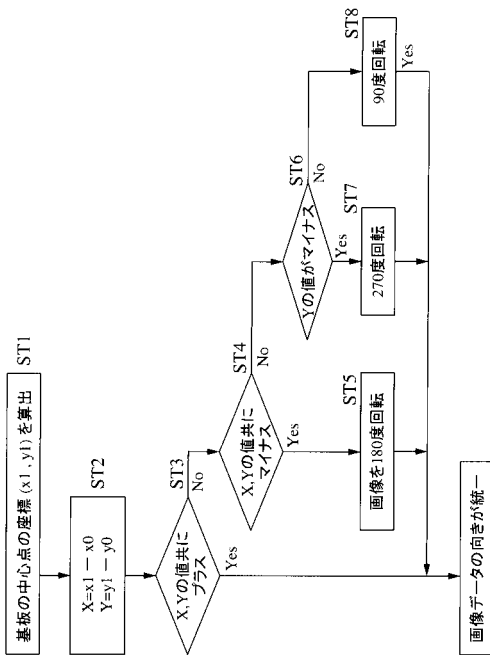 ST1
基板の中心点の座標(x1, y1)を算出
ST2
X=x1 − x0
Y=y1 − y0
ST3
X,Yの値共に
プラス
No
Yes
ST4
X,Yの値共に
マイナス
No
Yes
ST5
画像を180度回転
ST6
Yの値がマイナス
No
Yes
ST7
270度回転
ST8
90度回転
Yes
画像データの向きが統一